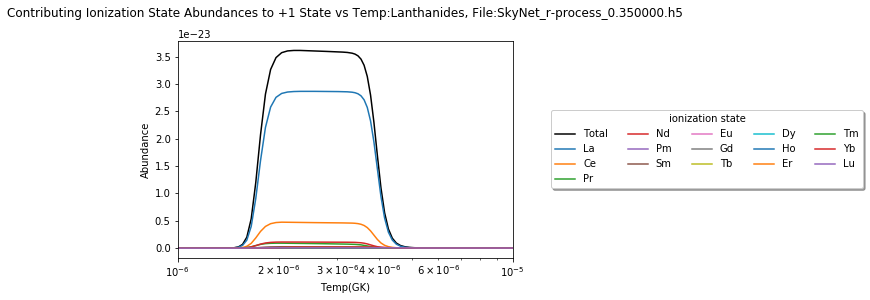 Contributing Ionization State Abundances to +1 State vs Temp:Lanthanides, File:SkyNet_r-process_0.350000.h5
1e−23
3.5
3.0
2.5
2.0
1.5
1.0
0.5
0.0
Abundance
10⁻⁶
2 × 10⁻⁶
3 × 10⁻⁶
4 × 10⁻⁶
6 × 10⁻⁶
10⁻⁵
Temp(GK)
ionization state
Total Nd Eu Dy Tm
La Pm Gd Ho Yb
Ce Sm Tb Er Lu
Pr